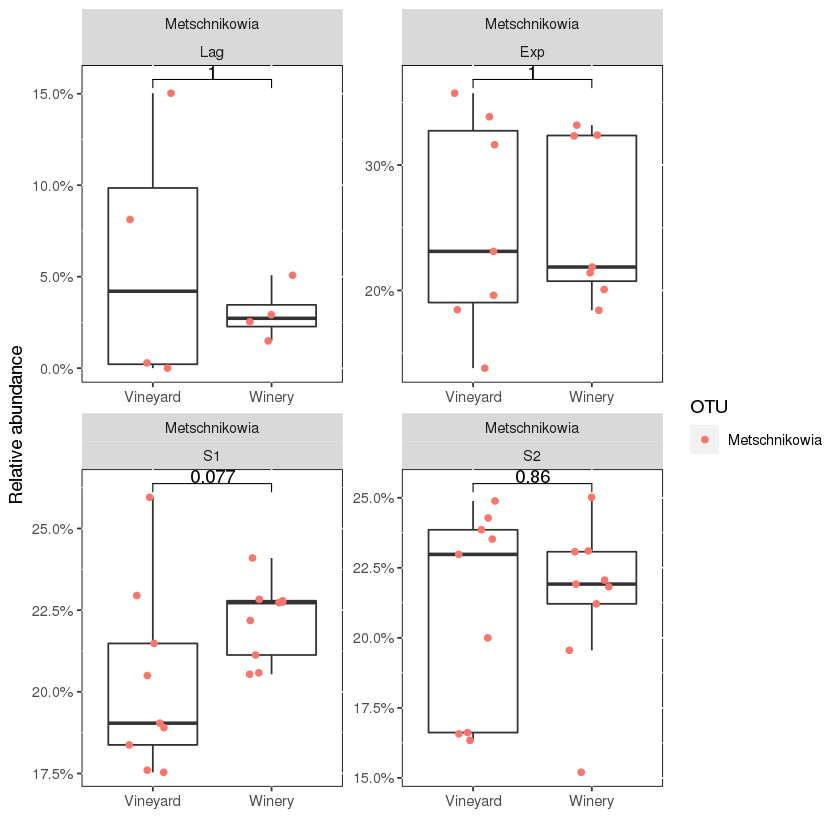 Metschnikowia
Lag
1
15.0%
10.0%
5.0%
0.0%
Vineyard Winery
Metschnikowia
Exp
1
30%
20%
Vineyard Winery
Relative abundance
Metschnikowia
S1
0.077
25.0%
22.5%
20.0%
17.5%
Vineyard Winery
Metschnikowia
S2
0.86
25.0%
22.5%
20.0%
17.5%
15.0%
Vineyard Winery
OTU
Metschnikowia